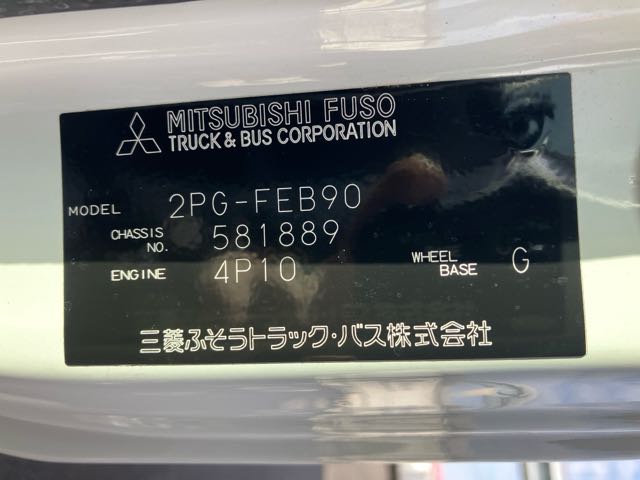 MITSUBISHI FUSO
TRUCK & BUS CORPORATION
MODEL 2PG-FEB90
CHASSIS NO. 581889
ENGINE 4P10 WHEEL BASE G
三菱ふそうトラック・バス株式会社